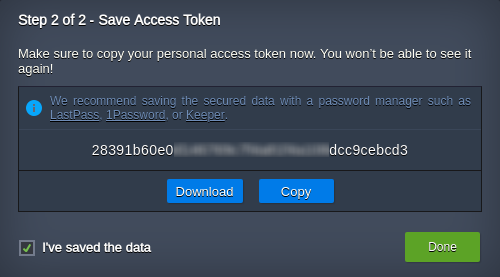 Step 2 of 2 - Save Access Token
Make sure to copy your personal access token now. You won't be able to see it
again!
We recommend saving the secured data with a password manager such as
LastPass, 1Password, or Keeper.
28391b60e0 dcc9cebcd3
Download Copy
I've saved the data
Done